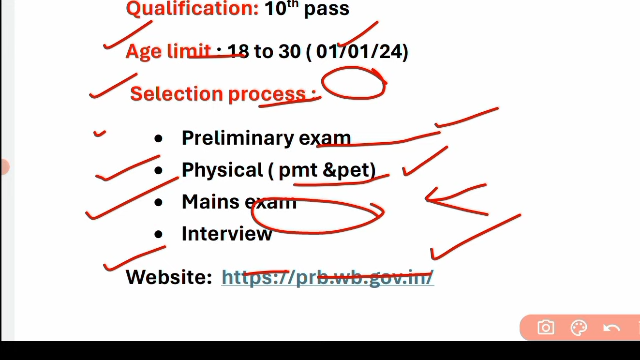 Qualification: 10th pass
Age limit : 18 to 30 ( 01/01/24)
Selection process :
• Preliminary exam
• Physical ( pmt &pet)
• Mains exam
• Interview
Website: https://prb.wb.gov.in/